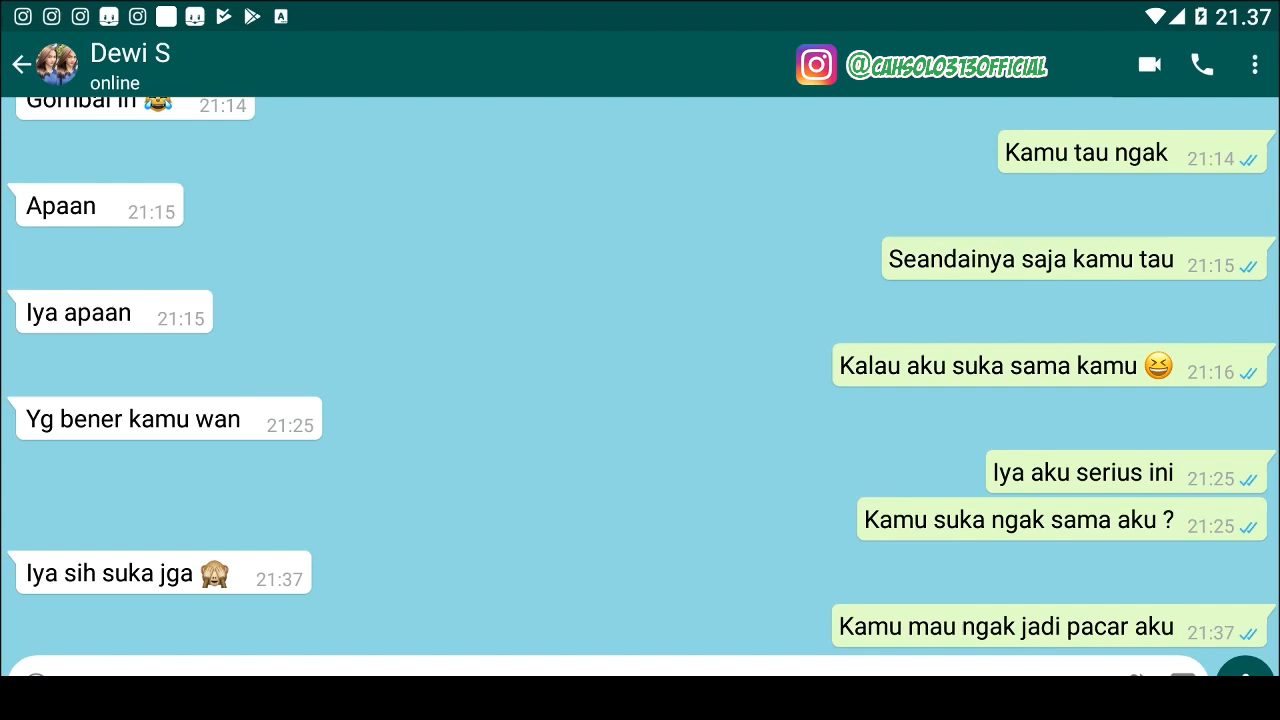 21.37
Dewi S
online
@CAHSOLO313OFFICIAL
Gombal in 😂 21:14
Kamu tau ngak 21:14
Apaan 21:15
Seandainya saja kamu tau 21:15
Iya apaan 21:15
Kalau aku suka sama kamu 😆 21:16
Yg bener kamu wan 21:25
Iya aku serius ini 21:25
Kamu suka ngak sama aku ? 21:25
Iya sih suka jga 🙈 21:37
Kamu mau ngak jadi pacar aku 21:37